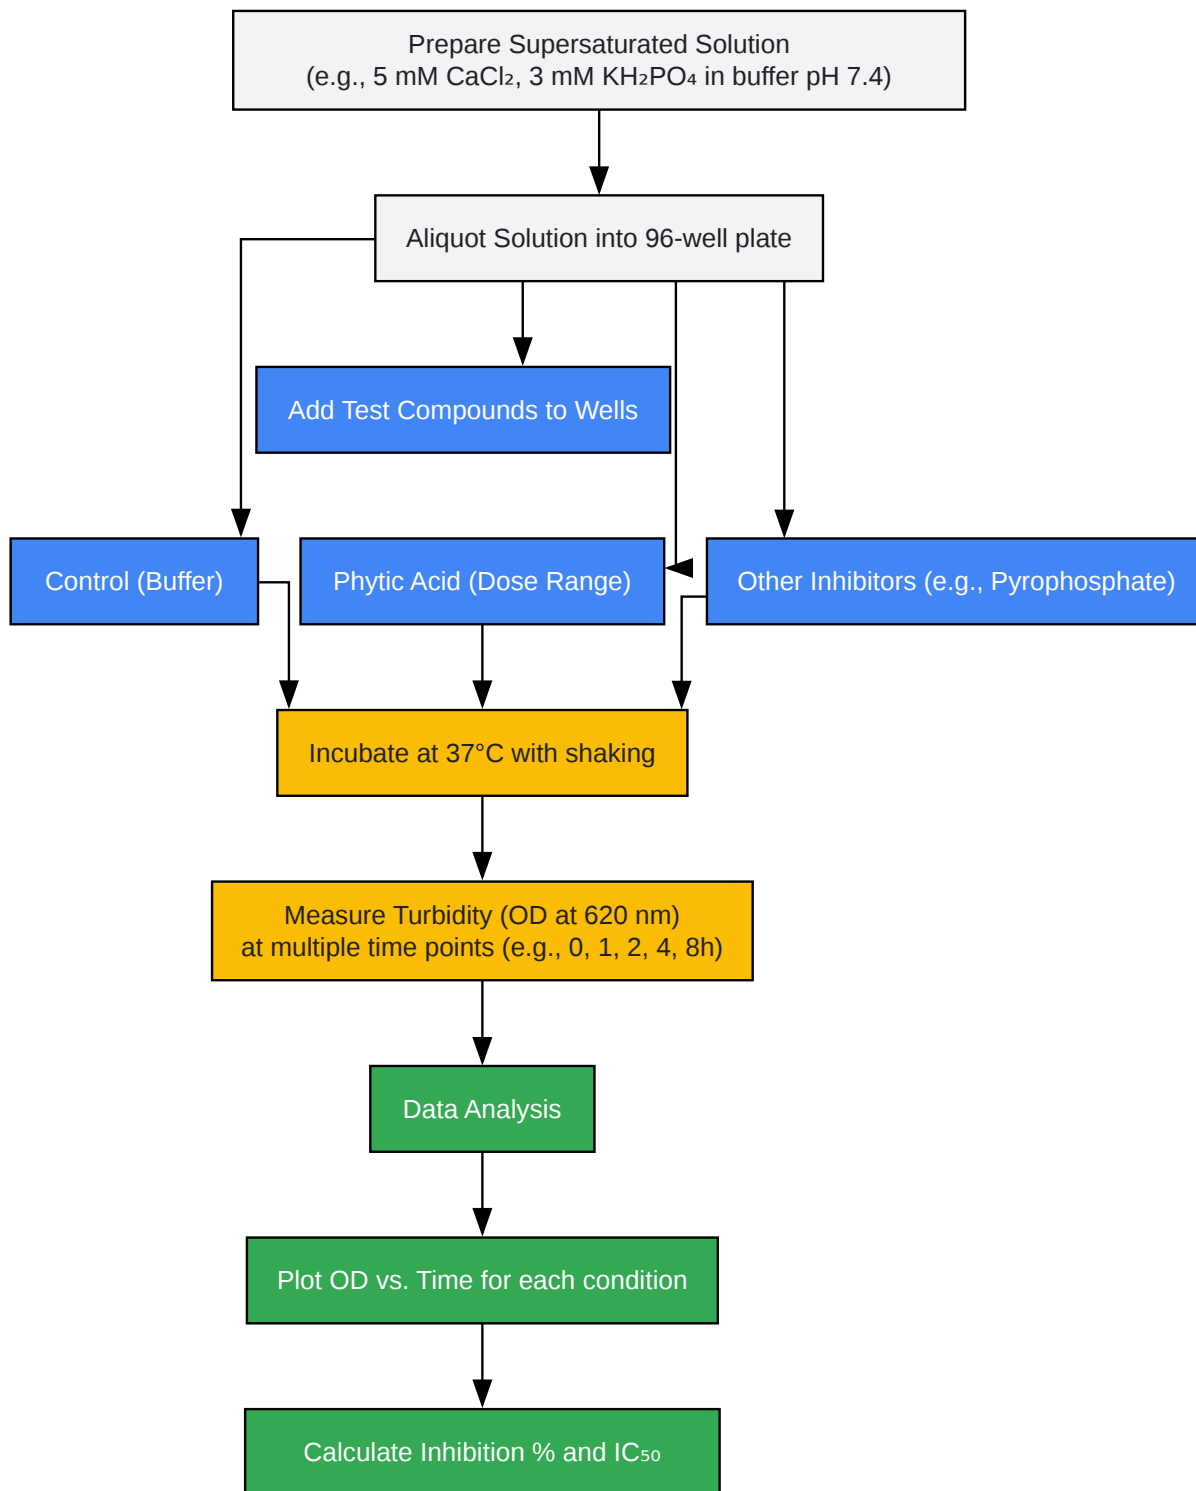 Prepare Supersaturated Solution
(e.g., 5 mM CaCl₂, 3 mM KH₂PO₄ in buffer pH 7.4)
Aliquot Solution into 96-well plate
Add Test Compounds to Wells
Control (Buffer)
Phytic Acid (Dose Range)
Other Inhibitors (e.g., Pyrophosphate)
Incubate at 37°C with shaking
Measure Turbidity (OD at 620 nm)
at multiple time points (e.g., 0, 1, 2, 4, 8h)
Data Analysis
Plot OD vs. Time for each condition
Calculate Inhibition % and IC₅₀